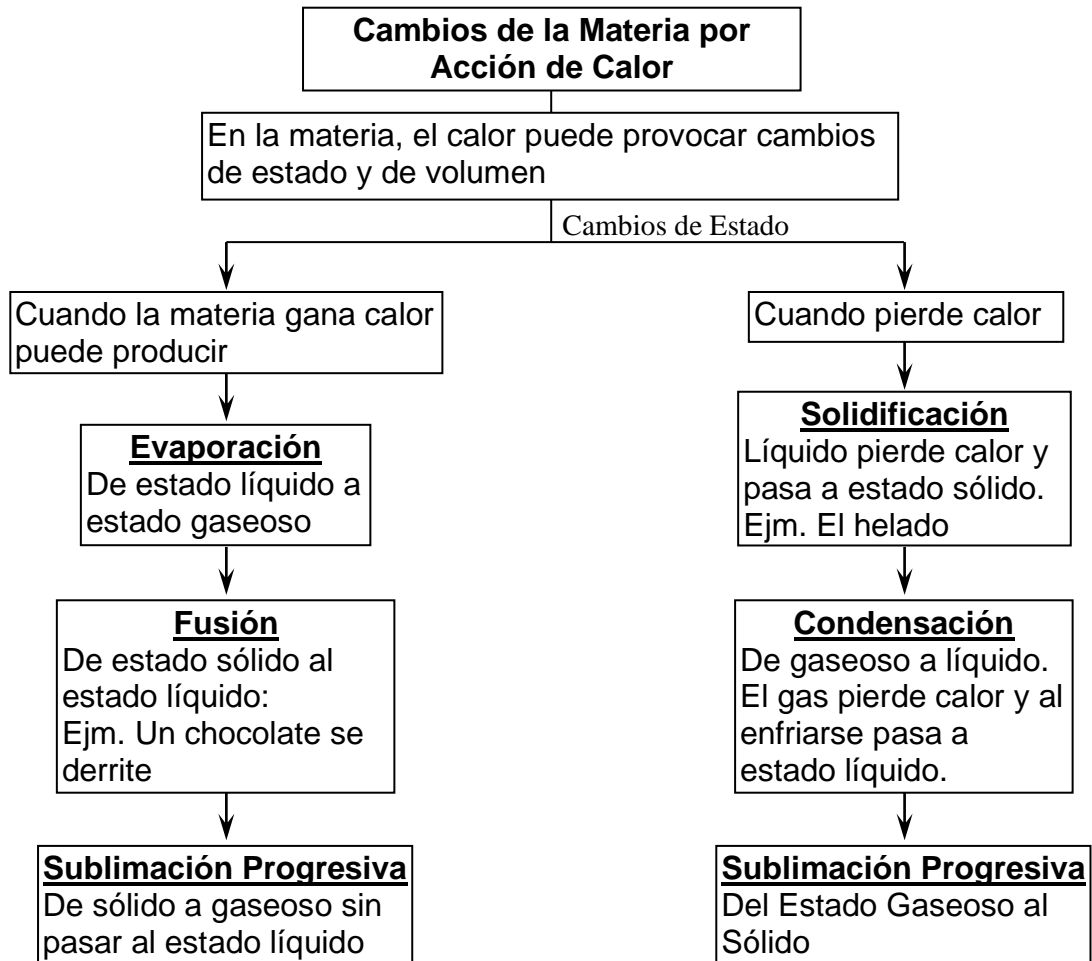 Cambios de la Materia por
Acción de Calor
En la materia, el calor puede provocar cambios
de estado y de volumen
Cambios de Estado
Cuando la materia gana calor
puede producir
Evaporación
De estado líquido a
estado gaseoso
Fusión
De estado sólido al
estado líquido:
Ejm. Un chocolate se
derrite
Sublimación Progresiva
De sólido a gaseoso sin
pasar al estado líquido
Cuando pierde calor
Solidificación
Líquido pierde calor y
pasa a estado sólido.
Ejm. El helado
Condensación
De gaseoso a líquido.
El gas pierde calor y al
enfriarse pasa a
estado líquido.
Sublimación Progresiva
Del Estado Gaseoso al
Sólido